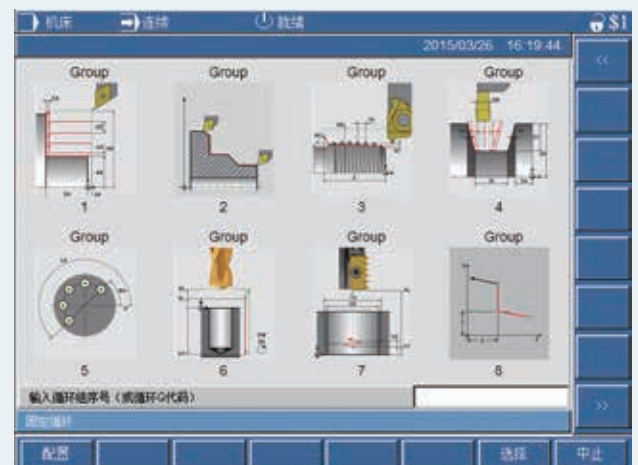 机床 连续 就绪 $1
2015/03/26 16:19:44
<<
Group Group Group Group
1 2 3 4
Group Group Group Group
5 6 7 8
输入循环组序号（或循环G代码）
固定循环
>>
配置 选择 中止